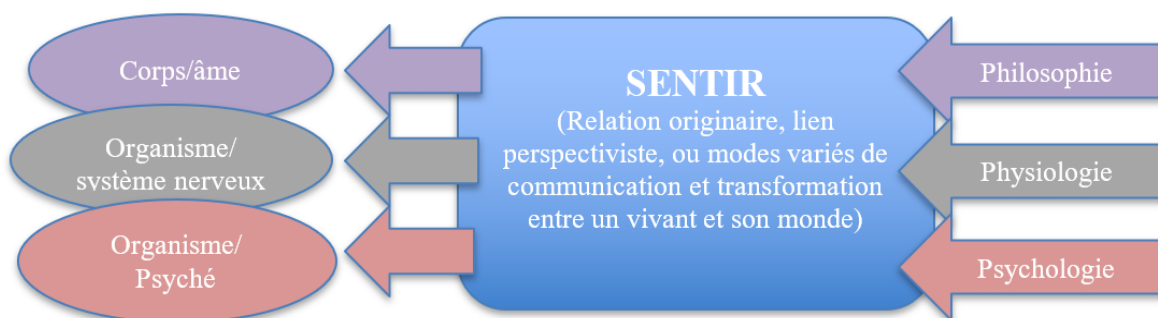 Corps/âme
Organisme/
système nerveux
Organisme/
Psyché
SENTIR
(Relation originaire, lien
perspectiviste, ou modes variés de
communication et transformation
entre un vivant et son monde)
Philosophie
Physiologie
Psychologie